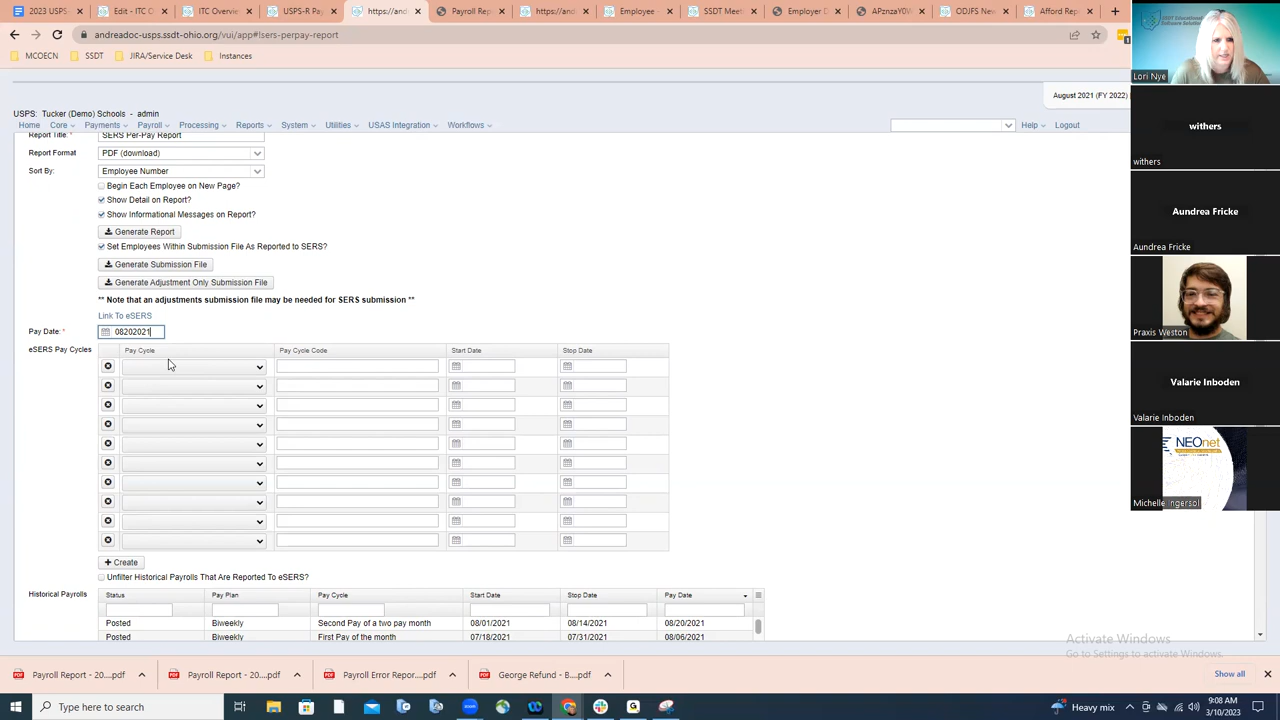 2023 USPS
Edit - ITC C
ITC Overvie
USPS-R Pa
https://and
Payroll
https://and
Employee
SSDT Me
Employer D
APznzaY0V
ODJFS New
Afford Rep
andrea
ssdt-ohio.org/ui/app#!sers-per-pay-report
MCOECN
SSDT
JIRA/Service Desk
Instances
August 2021 (FY 2022)
USPS: Tucker (Demo) Schools - admin
Home Core Payments Payroll Processing Reports System Utilities USAS Integration Workflows Help Logout
Report Title: * SERS Per-Pay Report
Report Format PDF (download)
Sort By: Employee Number
Begin Each Employee on New Page?
Show Detail on Report?
Show Informational Messages on Report?
Generate Report
Set Employees Within Submission File As Reported to SERS?
Generate Submission File
Generate Adjustment Only Submission File
** Note that an adjustments submission file may be needed for SERS submission **
Link To eSERS
Pay Date: * 08202021
eSERS Pay Cycles Pay Cycle Pay Cycle Code Start Date Stop Date
+ Create
Unfilter Historical Payrolls That Are Reported To eSERS?
Historical Payrolls Status Pay Plan Pay Cycle Start Date Stop Date Pay Date
Posted Biweekly Second Pay of a two pay month 08/01/2021 08/14/2021 08/20/2021
Posted Biweekly First Pay of the month 07/18/2021 07/31/2021 08/06/2021
SSDT Educational
Software Solutions
Lori Nye
withers
withers
Aundrea Fricke
Aundrea Fricke
Praxis Weston
Valarie Inboden
Valarie Inboden
NEOnet
Michelle Ingersol
Activate Windows
Go to Settings to activate Windows.
Payroll Report - 20....pdf
Payroll Report - 20....pdf
Payroll Error Repor....pdf
.pdf
Show all
Type here to search
Heavy mix
9:08 AM
3/10/2023